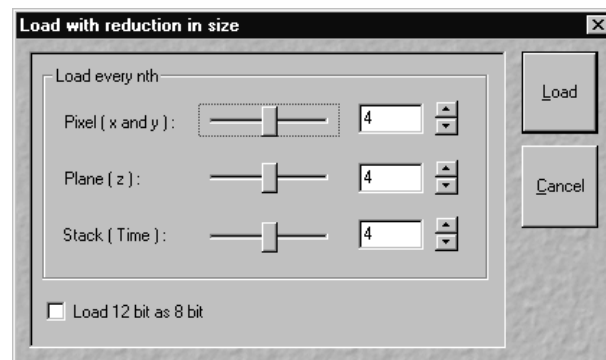 Load with reduction in size
Load every nth
Pixel ( x and y ) : 4
Plane ( z ) : 4
Stack ( Time ) : 4
Load 12 bit as 8 bit
Load
Cancel